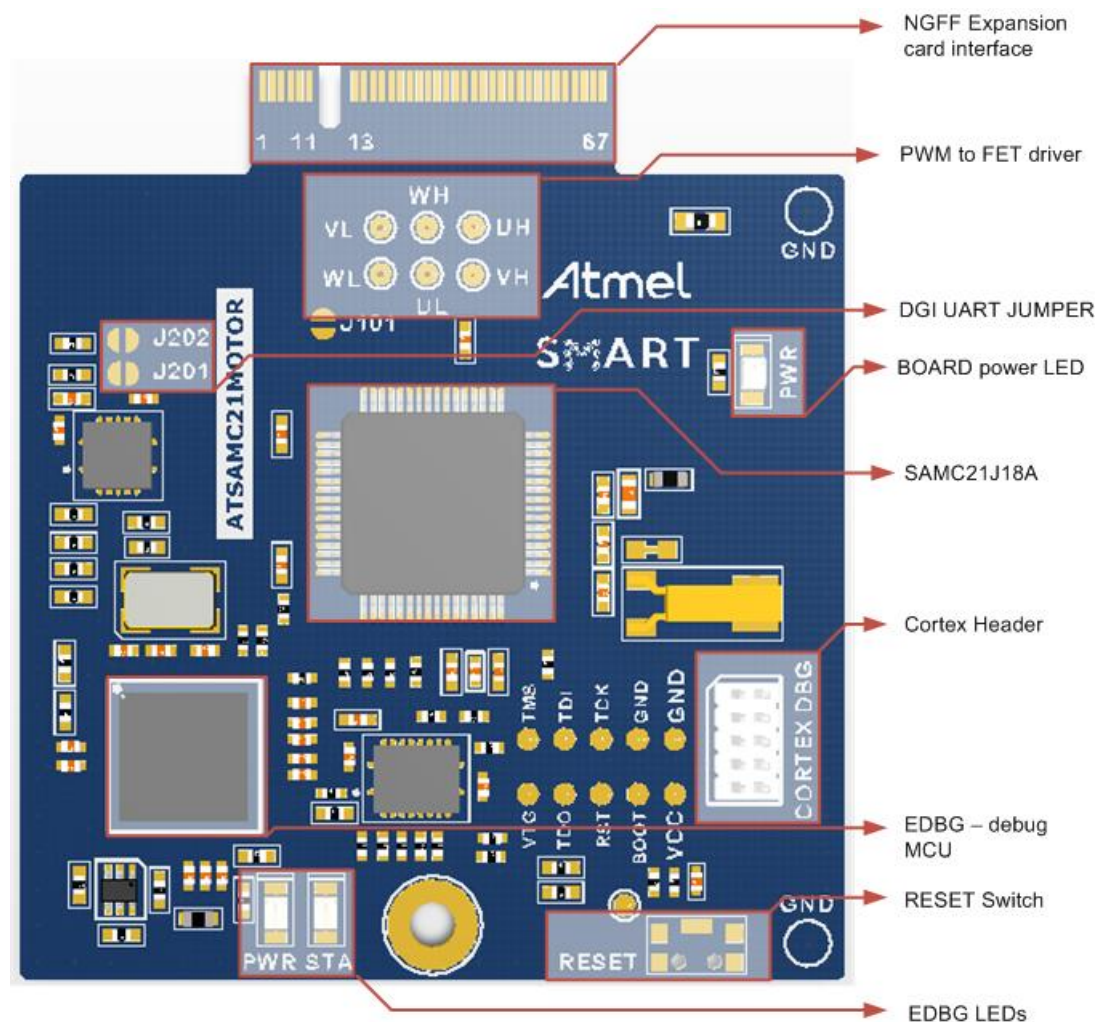 NGFF Expansion
card interface
1 11 13 67
PWM to FET driver
WH
VL UH
WL VH
UL
GND
Atmel
SMART
J101
DGI UART JUMPER
J202
J201
ATSAMC21MOTOR
PWR
BOARD power LED
SAMC21J18A
Cortex Header
TMS TDI TCK GND GND
CORTEX DBG
VTG TDO RST BOOT VCC
EDBG – debug
MCU
RESET Switch
GND
PWR STA
RESET
EDBG LEDs